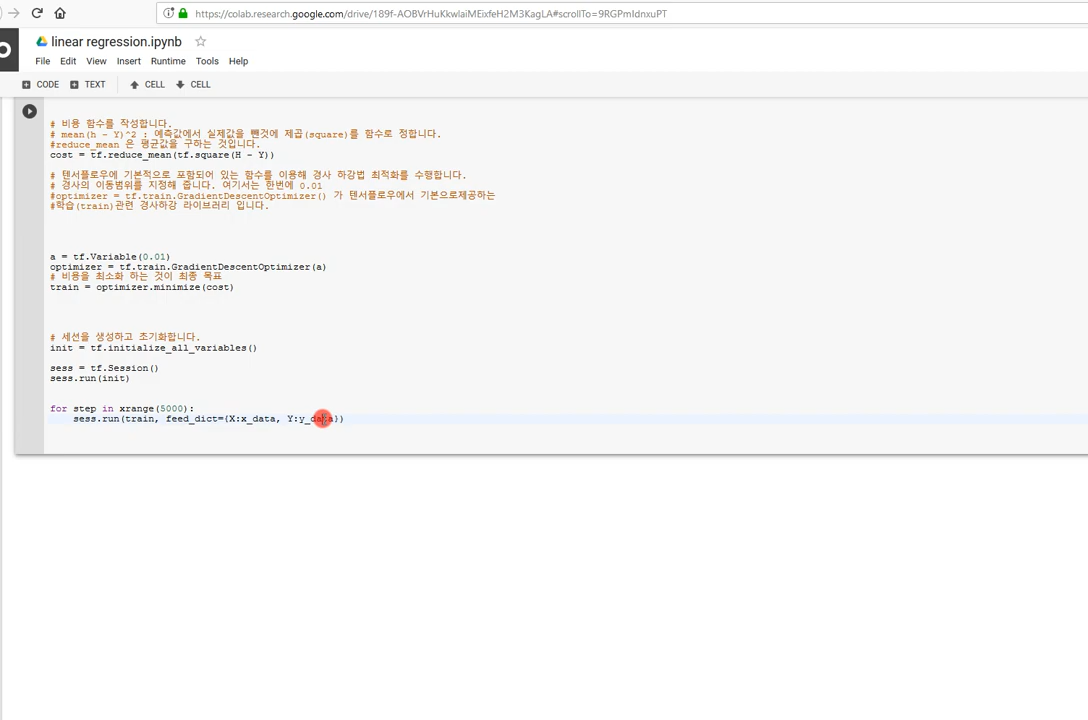 https://colab.research.google.com/drive/189f-AOBVrHuKkwlaiMEixfeH2M3KagLA#scrollTo=9RGPmIdnxuPT
linear regression.ipynb
File Edit View Insert Runtime Tools Help
CODE TEXT CELL CELL
# 비용 함수를 작성합니다.
# mean(h - Y)^2 : 예측값에서 실제값을 뺀것에 제곱(square)를 함수로 정합니다.
#reduce_mean 은 평균값을 구하는 것입니다.
cost = tf.reduce_mean(tf.square(H - Y))
# 텐서플로우에 기본적으로 포함되어 있는 함수를 이용해 경사 하강법 최적화를 수행합니다.
# 경사의 이동범위를 지정해 줍니다. 여기서는 한번에 0.01
#optimizer = tf.train.GradientDescentOptimizer() 가 텐서플로우에서 기본으로제공하는
#학습(train)관련 경사하강 라이브러리 입니다.
a = tf.Variable(0.01)
optimizer = tf.train.GradientDescentOptimizer(a)
# 비용을 최소화 하는 것이 최종 목표
train = optimizer.minimize(cost)
# 세션을 생성하고 초기화합니다.
init = tf.initialize_all_variables()
sess = tf.Session()
sess.run(init)
for step in xrange(5000):
sess.run(train, feed_dict={X:x_data, Y:y_data})